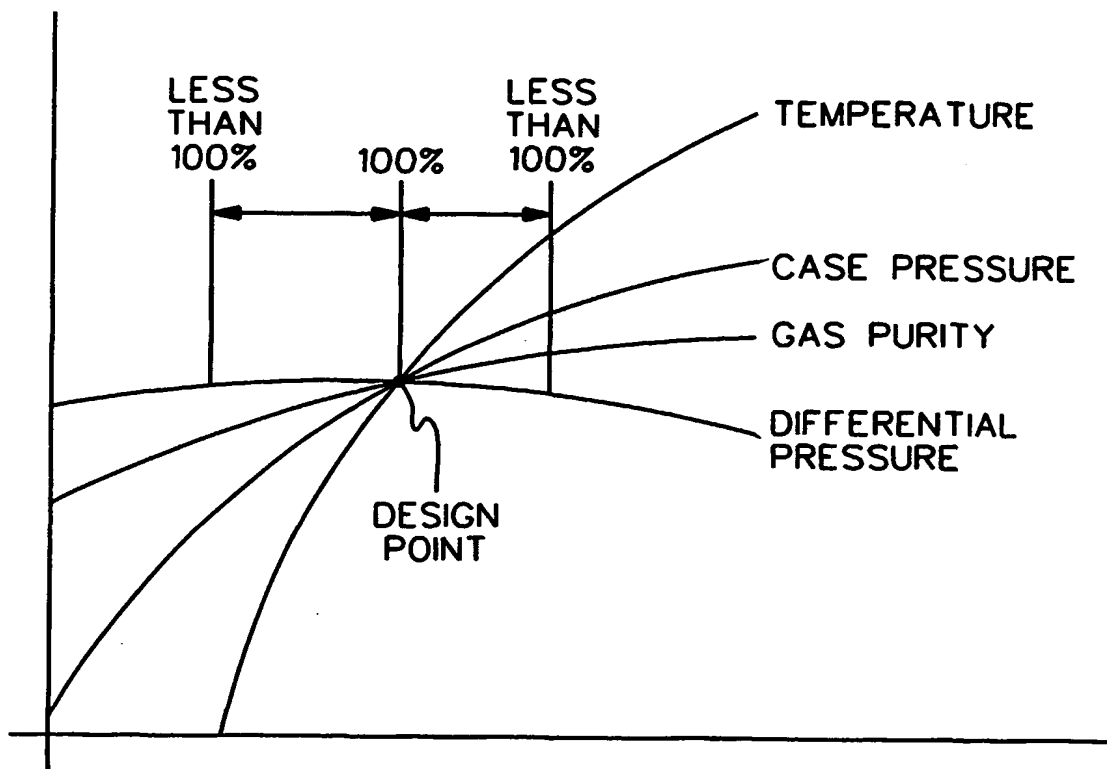 LESS
THAN
100%
100%
LESS
THAN
100%
TEMPERATURE
CASE PRESSURE
GAS PURITY
DIFFERENTIAL
PRESSURE
DESIGN
POINT